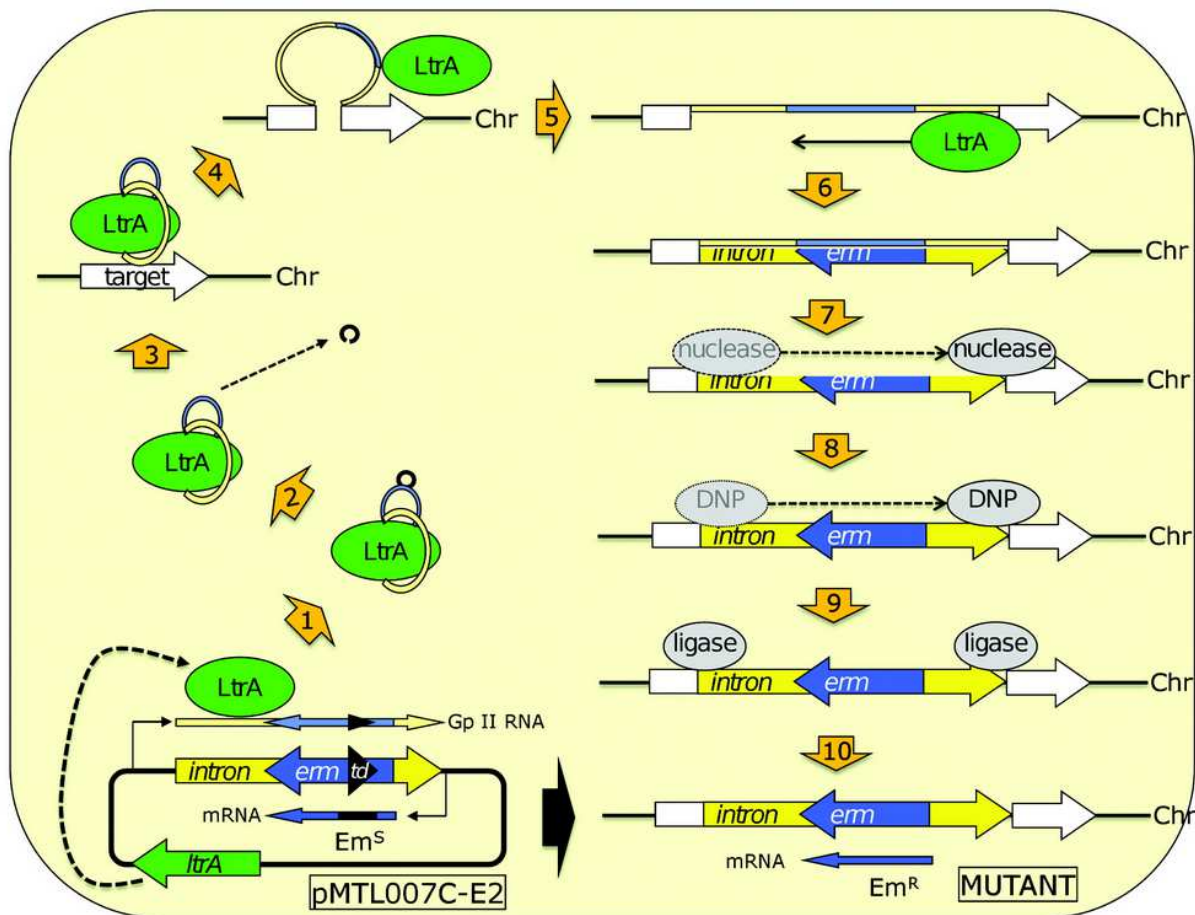 LtrA
Chr
5
LtrA
Chr
4
6
LtrA
target
Chr
intron erm
Chr
3
7
nuclease nuclease
intron erm
Chr
LtrA
2
8
LtrA
DNP DNP
intron erm
Chr
1
9
LtrA
ligase ligase
Gp II RNA
intron erm
Chr
intron erm td
10
mRNA
Em^S
intron erm
Chr
ltrA
mRNA
Em^R
pMTL007C-E2
MUTANT